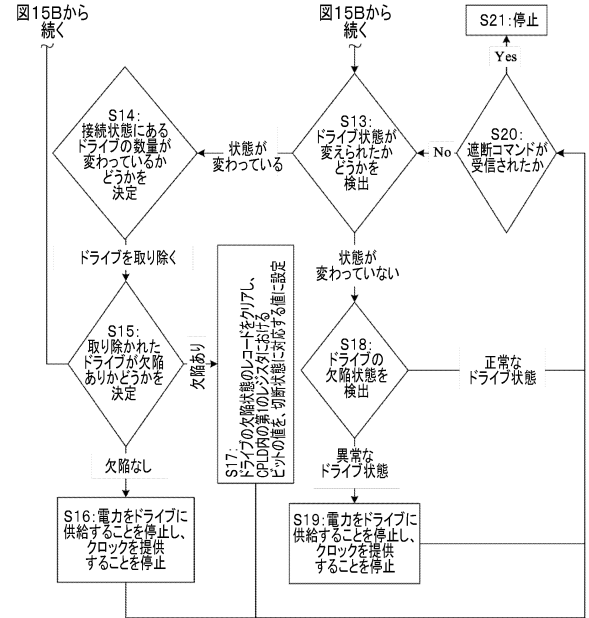 図15Bから
続く
図15Bから
続く
S21:停止
Yes
S14:
接続状態にある
ドライブの数量が
変わっているか
どうかを
決定
状態が
変わっている
S13:
ドライブ状態が
変えられたか
どうかを
検出
No
S20:
遮断コマンドが
受信されたか
ドライブを取り除く
状態が
変わっていない
S15:
取り除かれた
ドライブが欠陥
ありかどうかを
決定
欠陥あり
S17:
ドライブの欠陥状態のレコードをクリアし、
CPLD内の第1のレジスタにおける
ビットの値を、切断状態に対応する値に設定
S18:
ドライブの
欠陥状態を
検出
正常な
ドライブ状態
欠陥なし
異常な
ドライブ状態
S16:電力をドライブに
供給することを停止し、
クロックを提供
することを停止
S19:電力をドライブに
供給することを停止し、
クロックを提供
することを停止